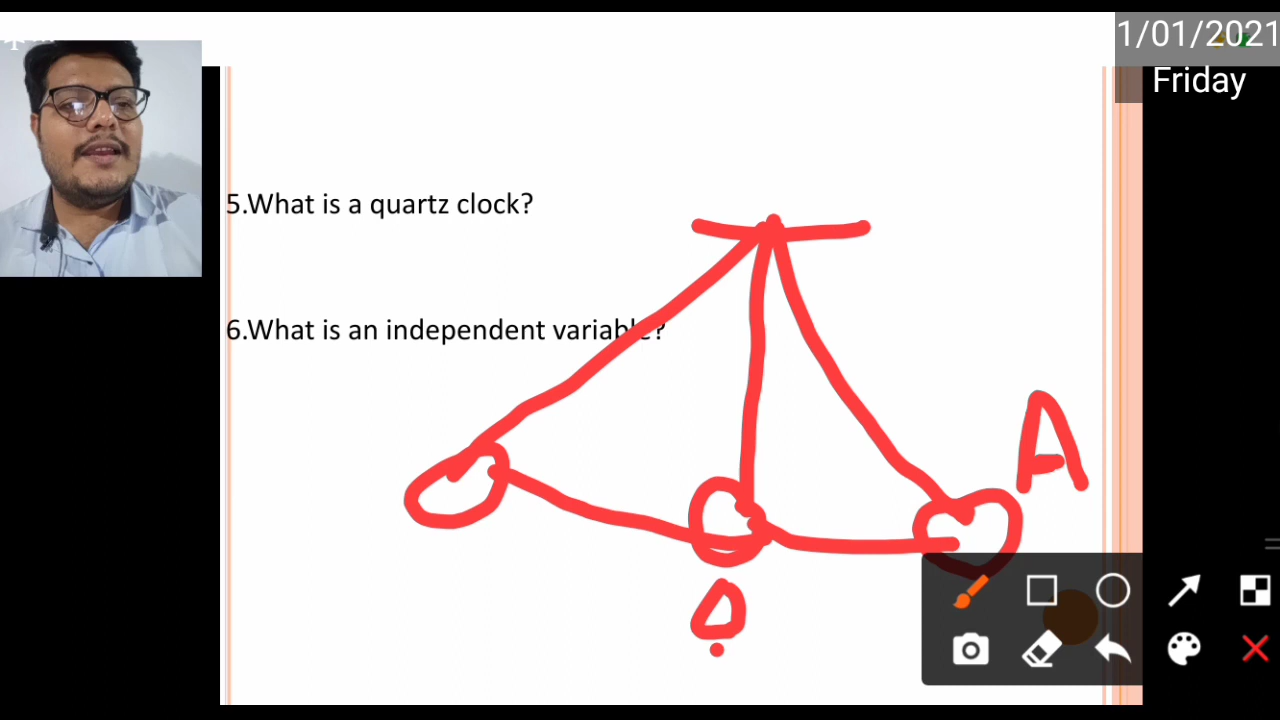 1/01/2021
Friday
5.What is a quartz clock?
6.What is an independent variable?
A
O